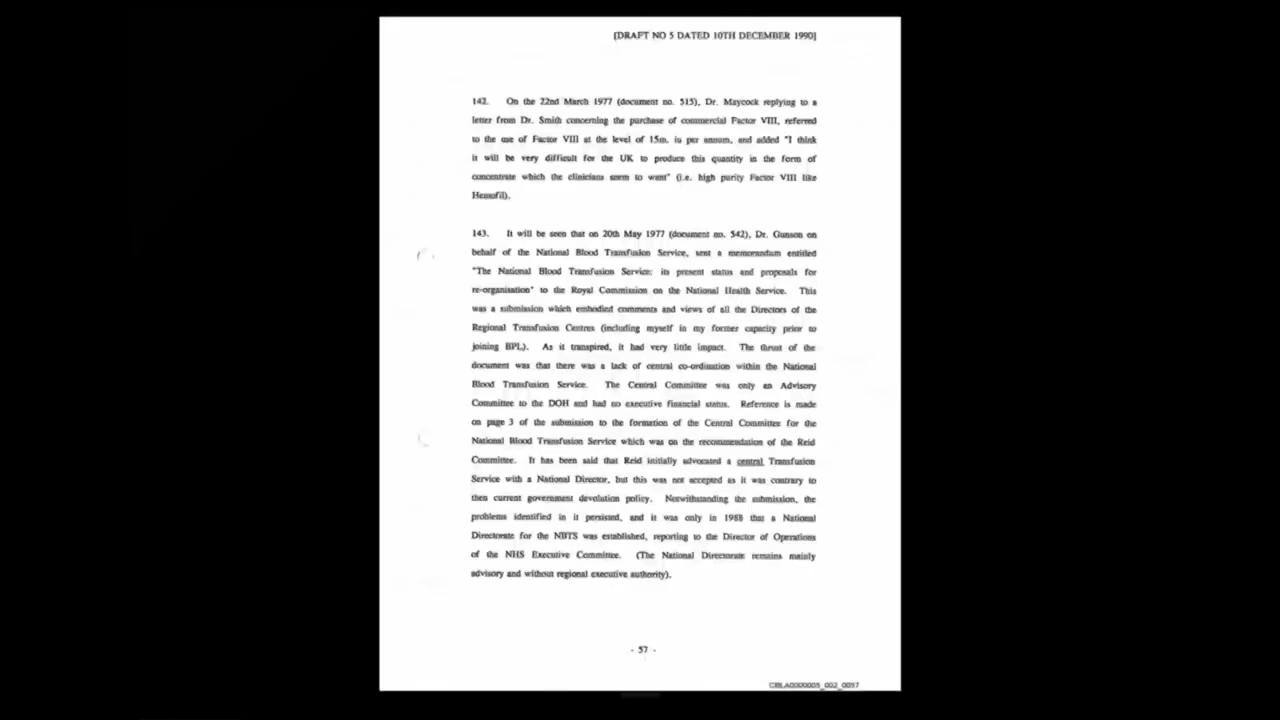 [DRAFT NO 5 DATED 10TH DECEMBER 1990]
142. On the 22nd March 1977 (document no. 515), Dr. Maycock replying to a
letter from Dr. Smith concerning the purchase of commercial Factor VIII, referred
to the use of Factor VIII at the level of 15m. iu per annum, and added "I think
it will be very difficult for the UK to produce this quantity in the form of
concentrate which the clinicians seem to want" (i.e. high purity Factor VIII like
Hemofil).
143. It will be seen that on 20th May 1977 (document no. 542), Dr. Gunson on
behalf of the National Blood Transfusion Service, sent a memorandum entitled
"The National Blood Transfusion Service: its present status and proposals for
re-organisation" to the Royal Commission on the National Health Service. This
was a submission which embodied comments and views of all the Directors of the
Regional Transfusion Centres (including myself in my former capacity prior to
joining BPL). As it transpired, it had very little impact. The thrust of the
document was that there was a lack of central co-ordination within the National
Blood Transfusion Service. The Central Committee was only an Advisory
Committee to the DOH and had no executive financial status. Reference is made
on page 3 of the submission to the formation of the Central Committee for the
National Blood Transfusion Service which was on the recommendation of the Reid
Committee. It has been said that Reid initially advocated a central Transfusion
Service with a National Director, but this was not accepted as it was contrary to
then current government devolution policy. Notwithstanding the submission, the
problems identified in it persisted, and it was only in 1988 that a National
Directorate for the NBTS was established, reporting to the Director of Operations
of the NHS Executive Committee. (The National Directorate remains mainly
advisory and without regional executive authority).
- 57 -
CBLA0000005_002_0057